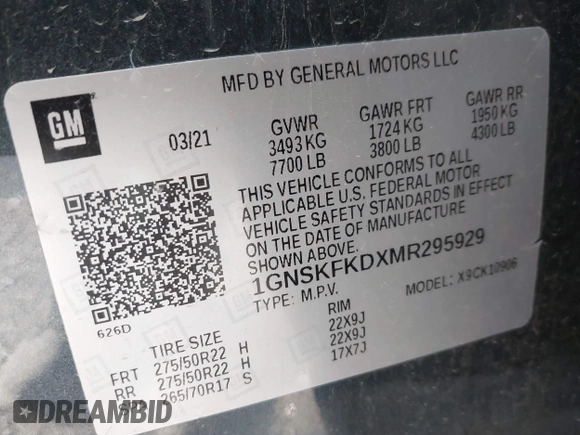 MFD BY GENERAL MOTORS LLC
GM
03/21
GVWR GAWR FRT GAWR RR
3493 KG 1724 KG 1950 KG
7700 LB 3800 LB 4300 LB
THIS VEHICLE CONFORMS TO ALL
APPLICABLE U.S. FEDERAL MOTOR
VEHICLE SAFETY STANDARDS IN EFFECT
ON THE DATE OF MANUFACTURE
SHOWN ABOVE.
1GNSKFKDXMR295929
TYPE: M.P.V. MODEL: X9CK10906
626D
TIRE SIZE RIM
FRT 275/50R22 H 22X9J
RR 275/50R22 H 22X9J
265/70R17 S 17X7J
DREAMBID